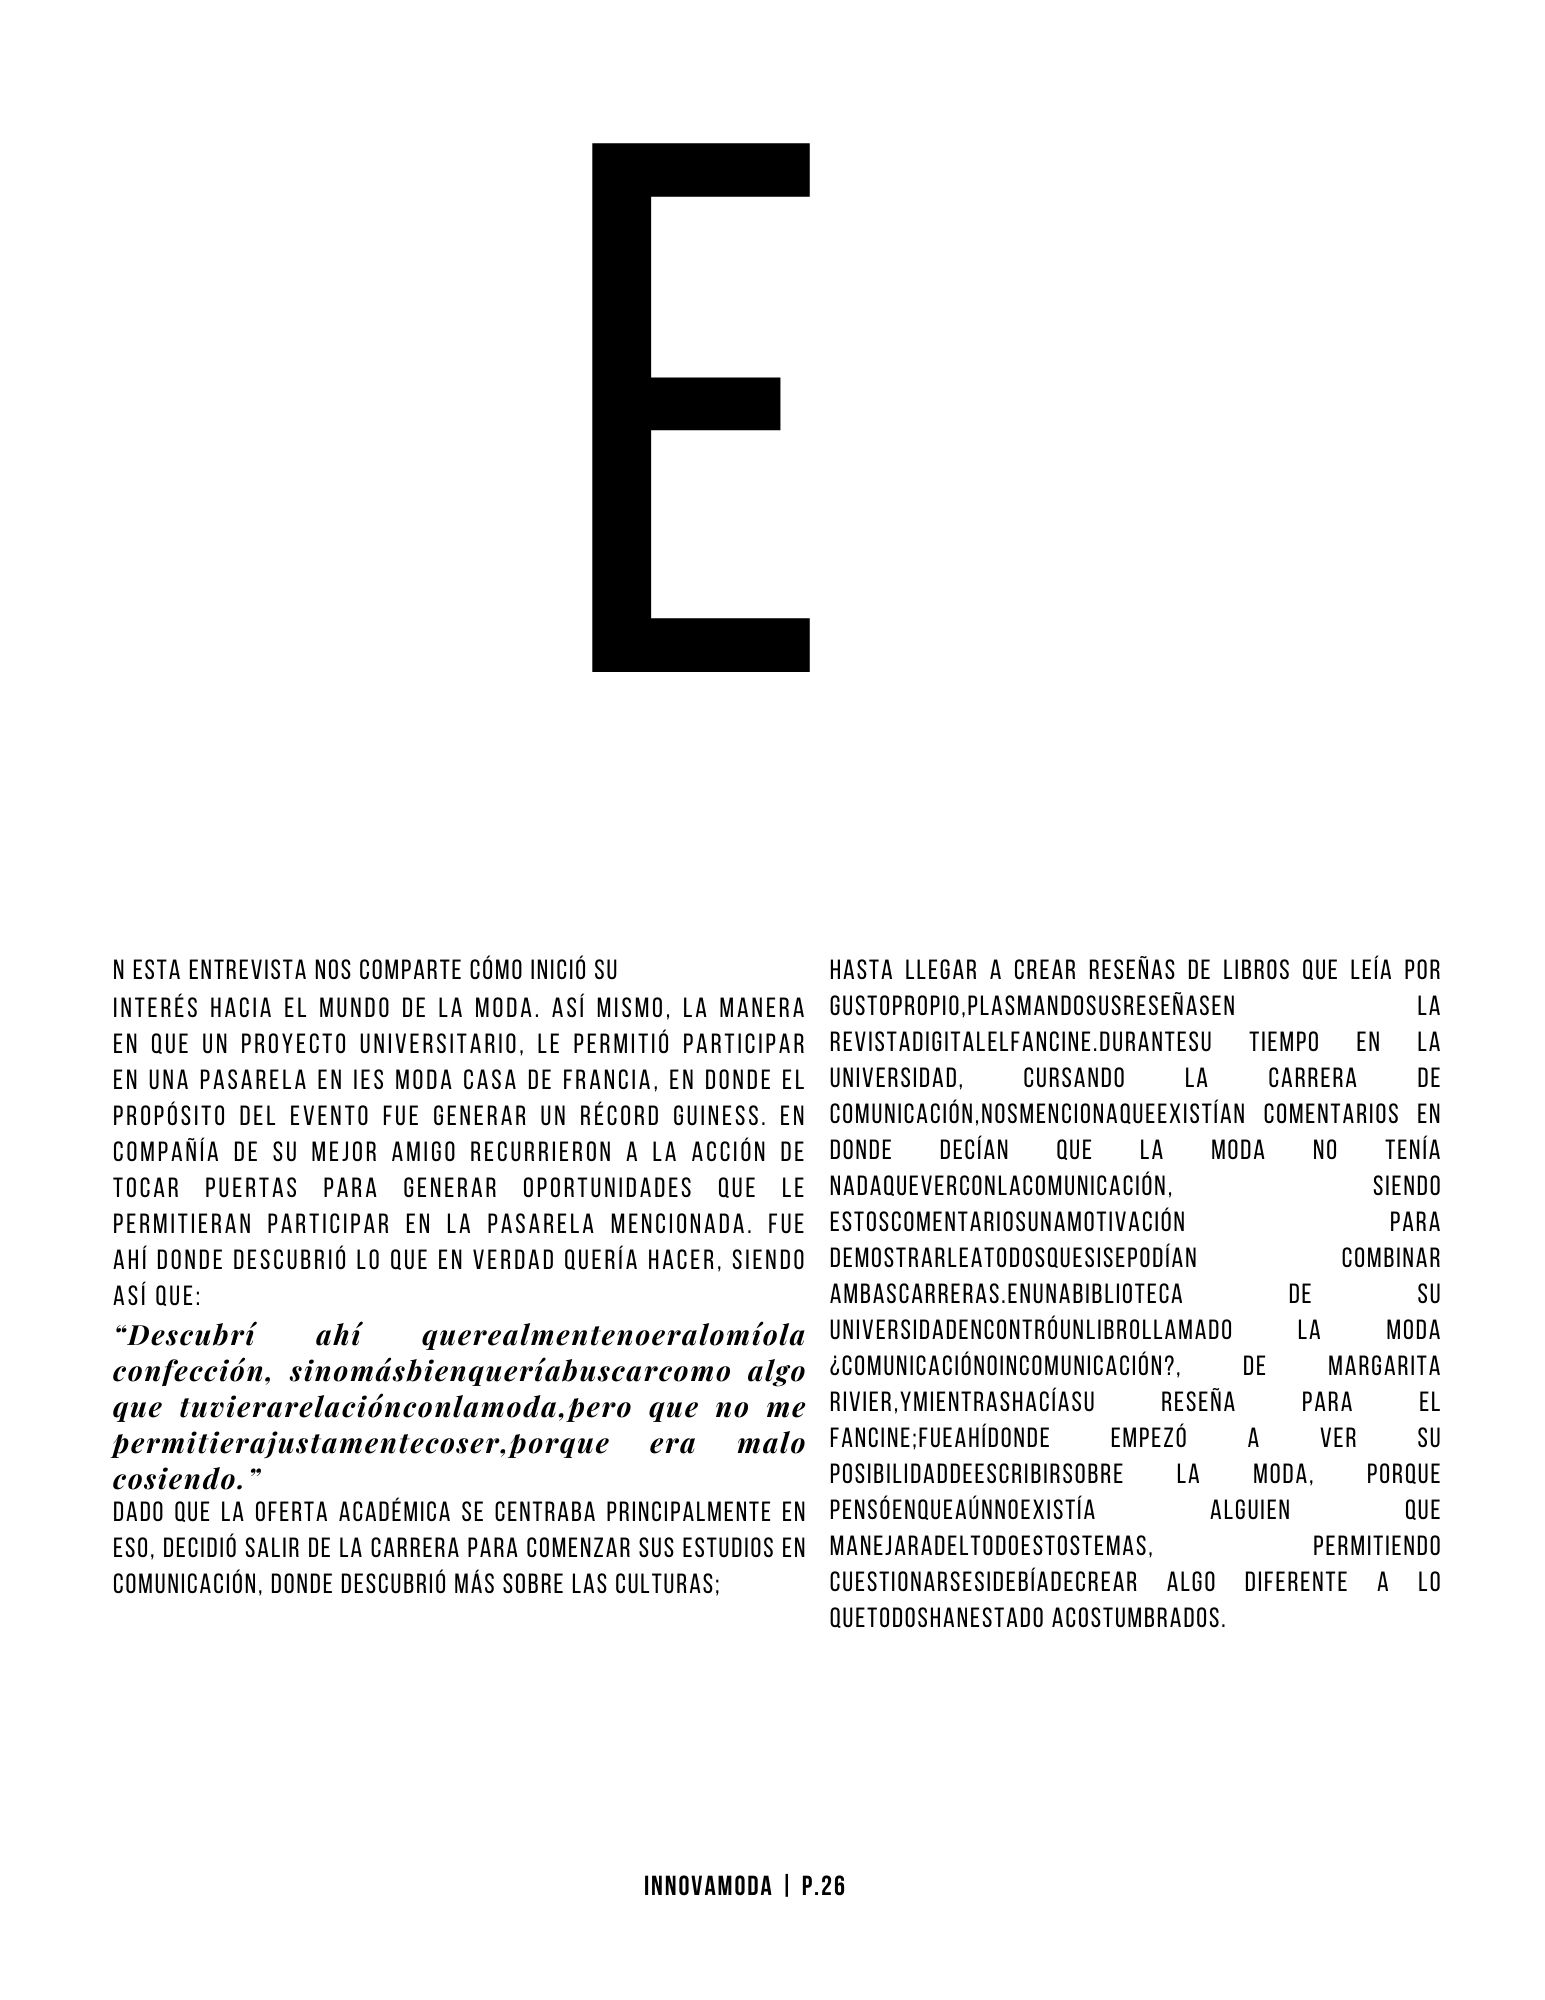 E
N ESTA ENTREVISTA NOS COMPARTE CÓMO INICIÓ SU
INTERÉS HACIA EL MUNDO DE LA MODA. ASÍ MISMO, LA MANERA
EN QUE UN PROYECTO UNIVERSITARIO, LE PERMITIÓ PARTICIPAR
EN UNA PASARELA EN IES MODA CASA DE FRANCIA, EN DONDE EL
PROPÓSITO DEL EVENTO FUE GENERAR UN RÉCORD GUINESS. EN
COMPAÑÍA DE SU MEJOR AMIGO RECURRIERON A LA ACCIÓN DE
TOCAR PUERTAS PARA GENERAR OPORTUNIDADES QUE LE
PERMITIERAN PARTICIPAR EN LA PASARELA MENCIONADA. FUE
AHÍ DONDE DESCUBRIÓ LO QUE EN VERDAD QUERÍA HACER, SIENDO
ASÍ QUE:
“Descubrí ahí querealmentenoeralomíola
confección, sinomásbienqueríabuscarcomo algo
que tuvierarelaciónconlamoda,pero que no me
permitierajustamentecoser,porque era malo
cosiendo.”
DADO QUE LA OFERTA ACADÉMICA SE CENTRABA PRINCIPALMENTE EN
ESO, DECIDIÓ SALIR DE LA CARRERA PARA COMENZAR SUS ESTUDIOS EN
COMUNICACIÓN, DONDE DESCUBRIÓ MÁS SOBRE LAS CULTURAS;
HASTA LLEGAR A CREAR RESEÑAS DE LIBROS QUE LEÍA POR
GUSTOPROPIO,PLASMANDOSUSRESEÑASEN LA
REVISTADIGITALELFANCINE.DURANTESU TIEMPO EN LA
UNIVERSIDAD, CURSANDO LA CARRERA DE
COMUNICACIÓN,NOSMENCIONAQUEEXISTÍAN COMENTARIOS EN
DONDE DECÍAN QUE LA MODA NO TENÍA
NADAQUEVERCONLACOMUNICACIÓN, SIENDO
ESTOSCOMENTARIOSUNAMOTIVACIÓN PARA
DEMOSTRARLEATODOSQUESISEPODÍAN COMBINAR
AMBASCARRERAS.ENUNABIBLIOTECA DE SU
UNIVERSIDADENCONTRÓUNLIBROLLAMADO LA MODA
¿COMUNICACIÓNOINCOMUNICACIÓN?, DE MARGARITA
RIVIER,YMIENTRASHACÍASU RESEÑA PARA EL
FANCINE;FUEAHÍDONDE EMPEZÓ A VER SU
POSIBILIDADDEESCRIBIRSOBRE LA MODA, PORQUE
PENSÓENQUEAÚNNOEXISTÍA ALGUIEN QUE
MANEJARADELTODOESTOSTEMAS, PERMITIENDO
CUESTIONARSESIDEBÍADECREAR ALGO DIFERENTE A LO
QUETODOSHANESTADO ACOSTUMBRADOS.
INNOVAMODA | P.26